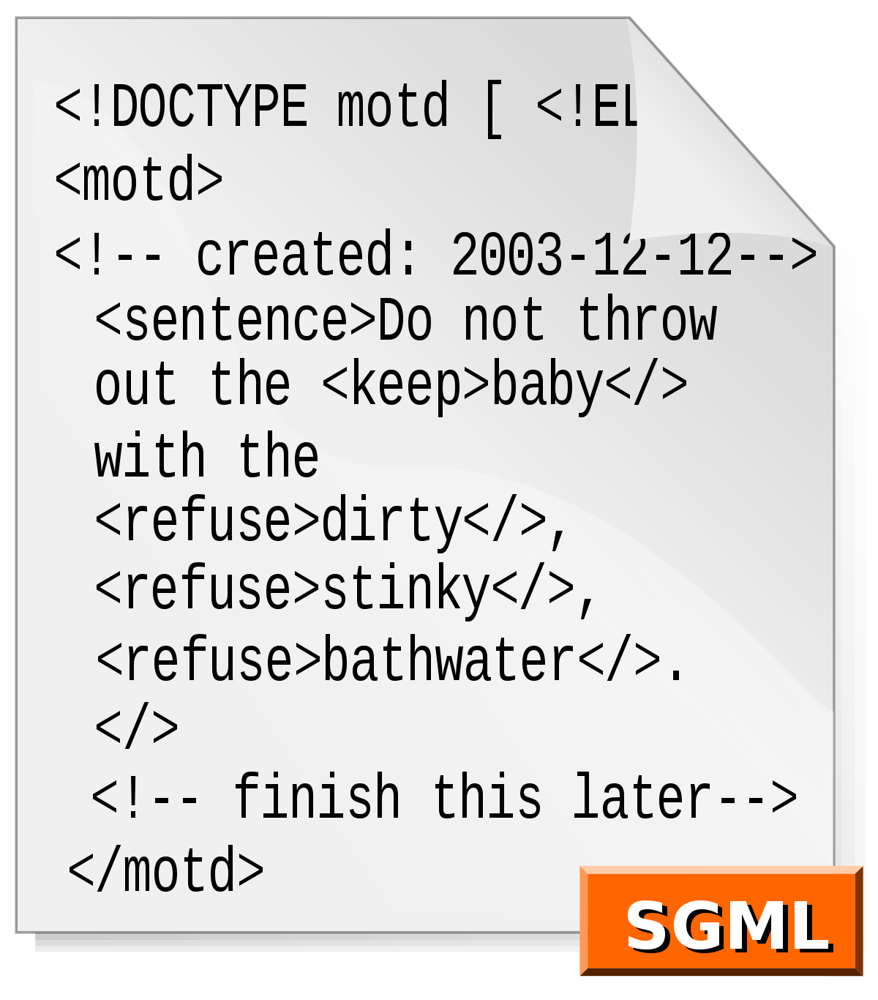 <!DOCTYPE motd [ <!EL
<motd>
<!-- created: 2003-12-12-->
<sentence>Do not throw
out the <keep>baby</>
with the
<refuse>dirty</>,
<refuse>stinky</>,
<refuse>bathwater</>.
</>
<!-- finish this later-->
</motd>
SGML